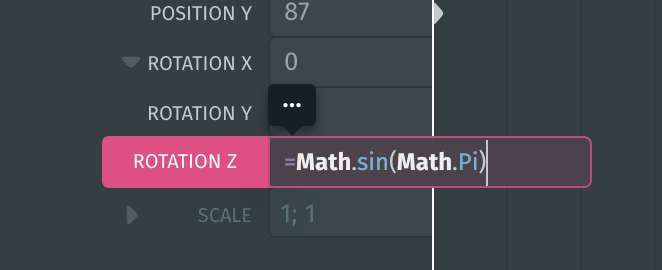 POSITION Y 87
ROTATION X 0
ROTATION Y
...
ROTATION Z =Math.sin(Math.Pi)
SCALE 1; 1